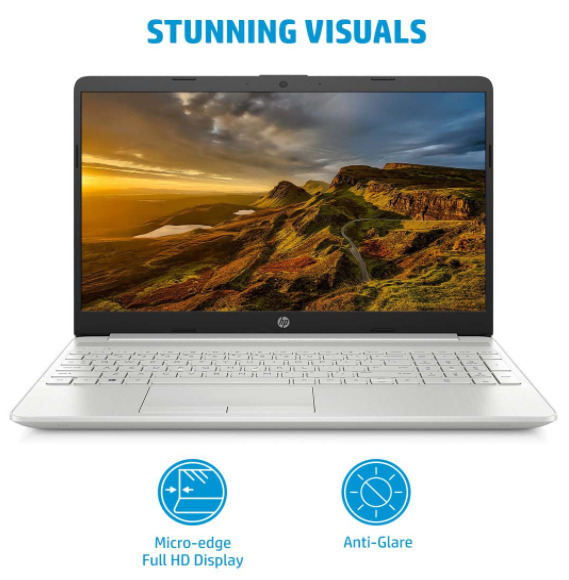 STUNNING VISUALS
hp
Micro-edge
Full HD Display
Anti-Glare